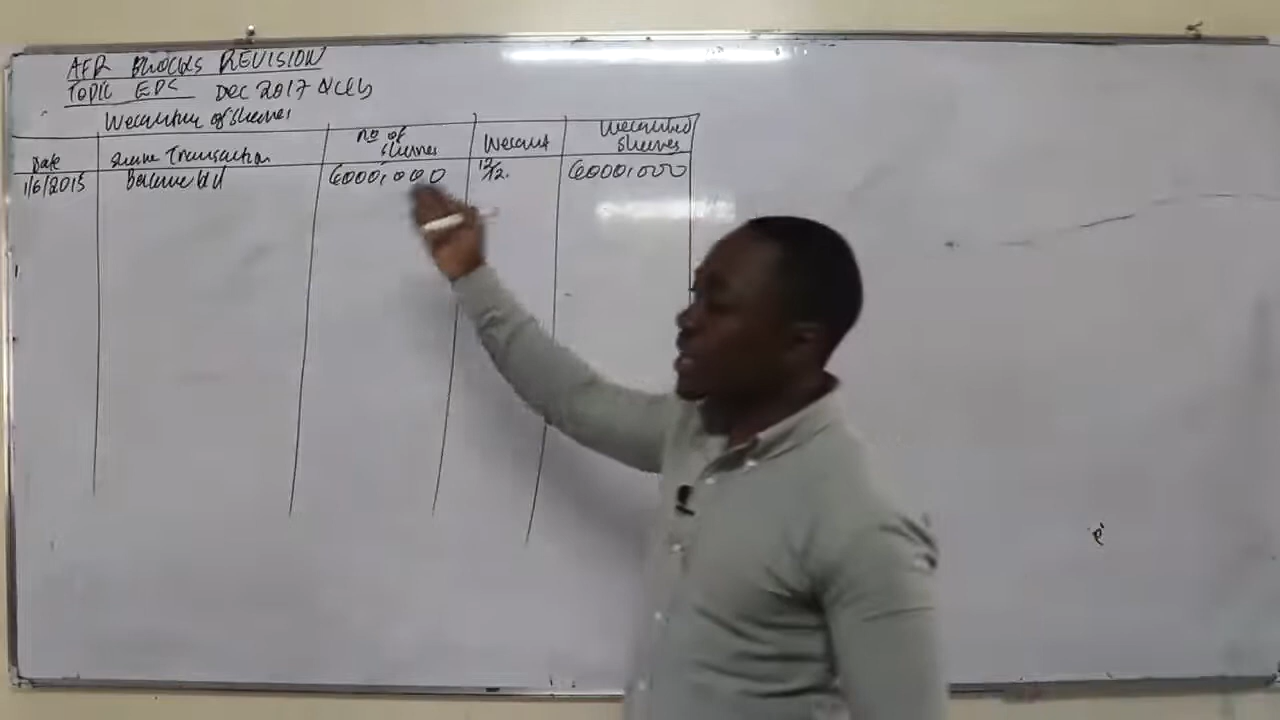 AFR BLOCKS REVISION
TOPIC EPS Dec 2017 Q(Ely
Weighting of shares
Date Share Transaction No of shares Weight Weighted shares
1/6/2015 Balance b/d 6000,000 12/12. 6000,000